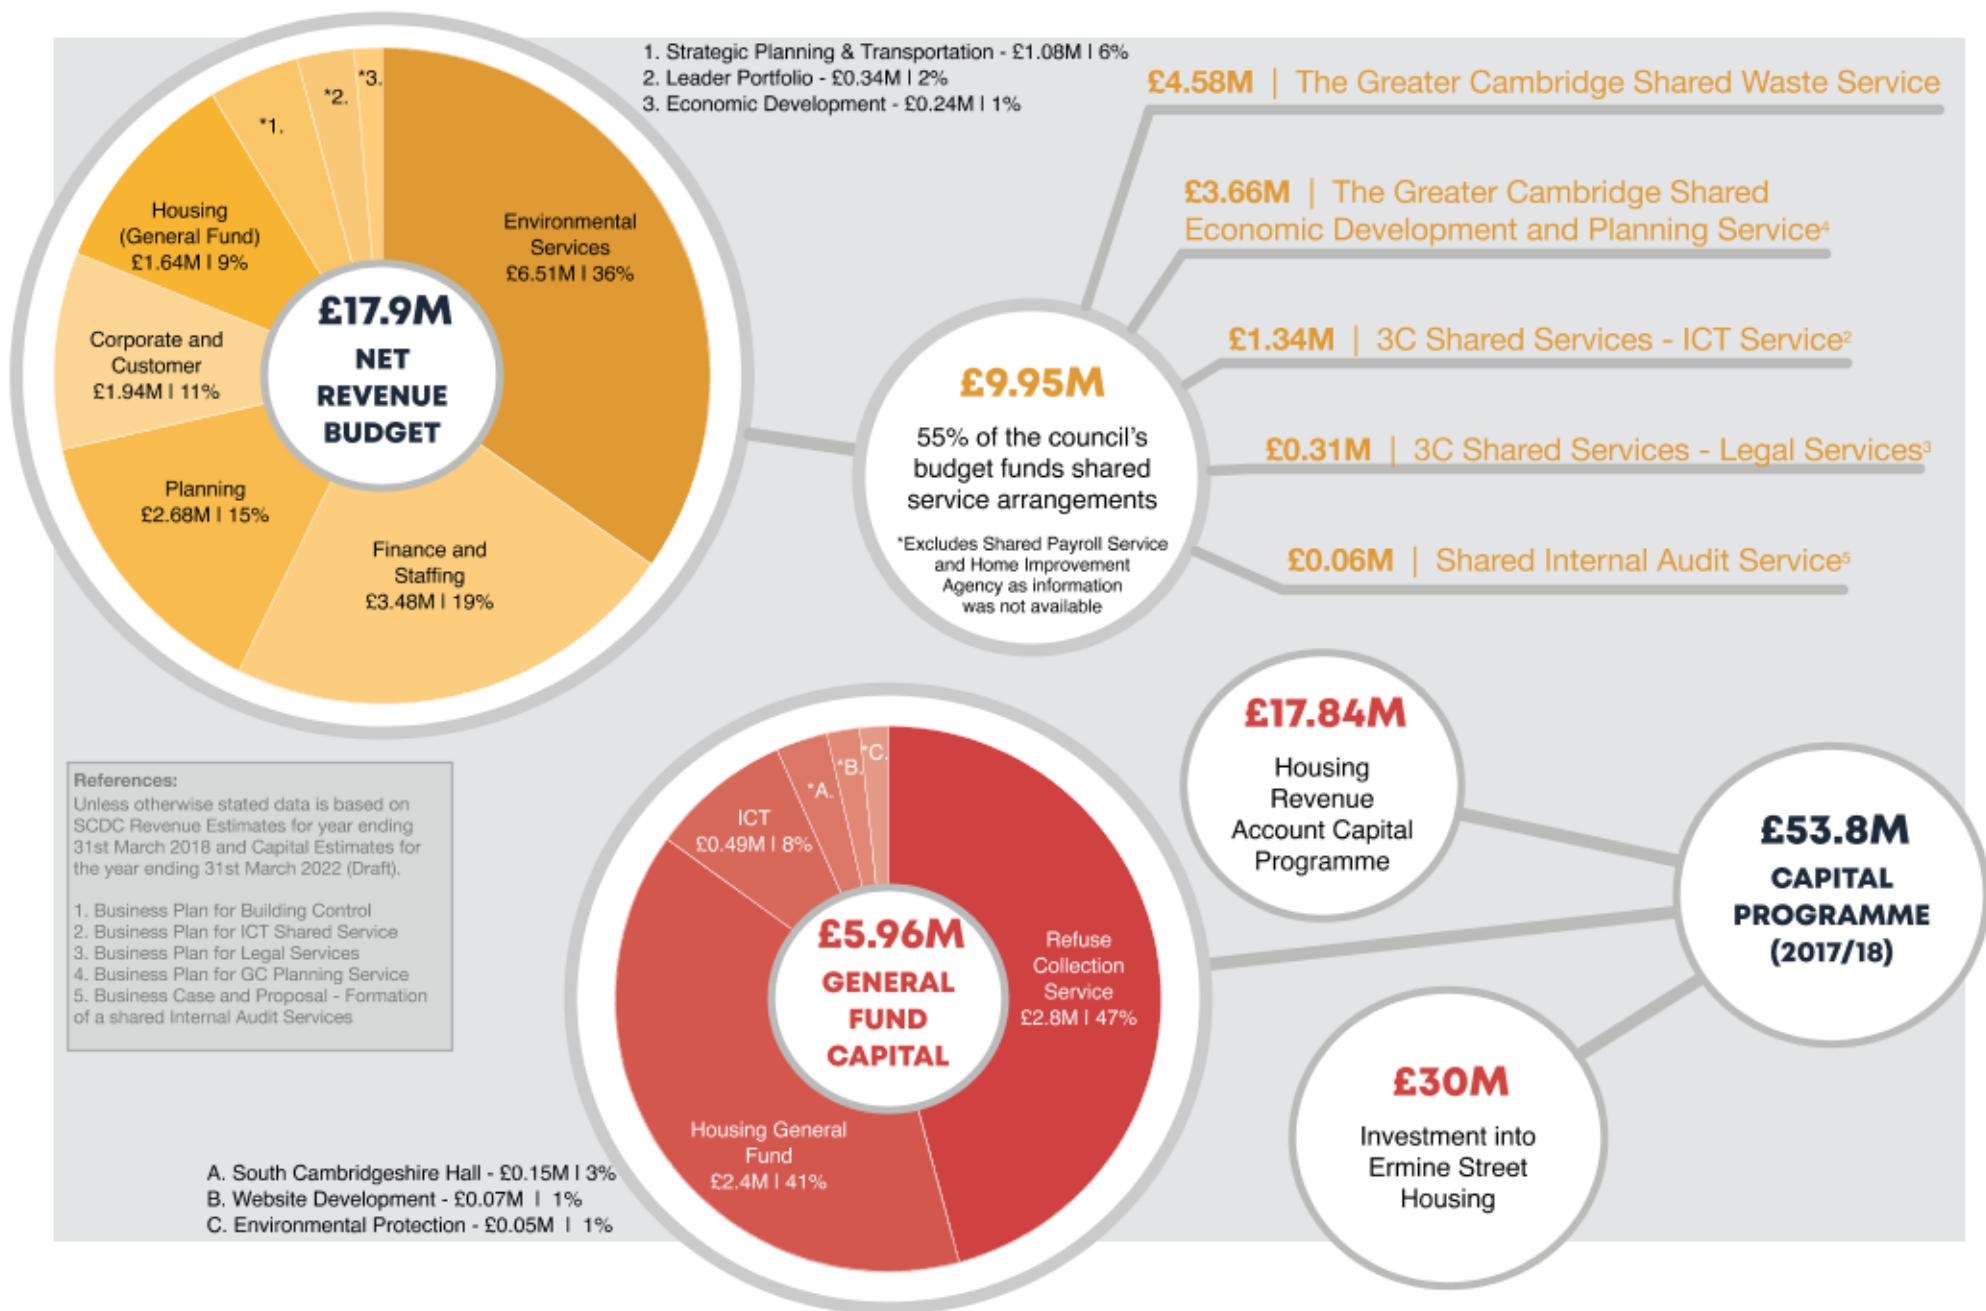 1. Strategic Planning & Transportation - £1.08M | 6%
2. Leader Portfolio - £0.34M | 2%
3. Economic Development - £0.24M | 1%
*1.
*2.
*3.
Environmental
Services
£6.51M | 36%
Finance and
Staffing
£3.48M | 19%
Planning
£2.68M | 15%
Corporate and
Customer
£1.94M | 11%
Housing
(General Fund)
£1.64M | 9%
£17.9M
NET
REVENUE
BUDGET
£9.95M
55% of the council's
budget funds shared
service arrangements
*Excludes Shared Payroll Service
and Home Improvement
Agency as information
was not available
£4.58M | The Greater Cambridge Shared Waste Service
£3.66M | The Greater Cambridge Shared
Economic Development and Planning Service⁴
£1.34M | 3C Shared Services - ICT Service²
£0.31M | 3C Shared Services - Legal Services³
£0.06M | Shared Internal Audit Service⁵
References:
Unless otherwise stated data is based on
SCDC Revenue Estimates for year ending
31st March 2018 and Capital Estimates for
the year ending 31st March 2022 (Draft).
1. Business Plan for Building Control
2. Business Plan for ICT Shared Service
3. Business Plan for Legal Services
4. Business Plan for GC Planning Service
5. Business Case and Proposal - Formation
of a shared Internal Audit Services
ICT
£0.49M | 8%
*A.
*B.
*C.
Refuse
Collection
Service
£2.8M | 47%
Housing General
Fund
£2.4M | 41%
£5.96M
GENERAL
FUND
CAPITAL
A. South Cambridgeshire Hall - £0.15M | 3%
B. Website Development - £0.07M | 1%
C. Environmental Protection - £0.05M | 1%
£17.84M
Housing
Revenue
Account Capital
Programme
£53.8M
CAPITAL
PROGRAMME
(2017/18)
£30M
Investment into
Ermine Street
Housing